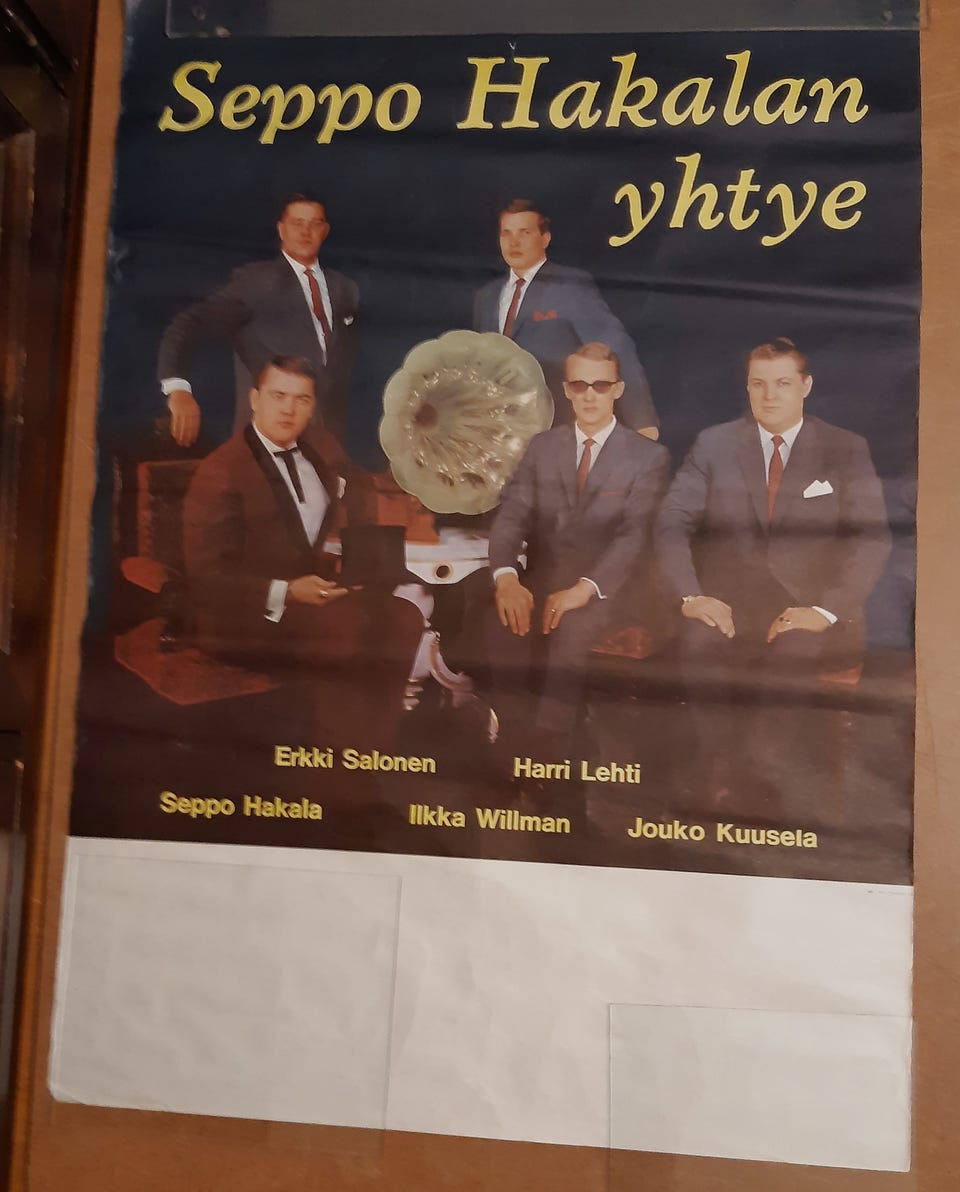 Seppo Hakalan
yhtye
Erkki Salonen Harri Lehti
Seppo Hakala Ilkka Willman Jouko Kuusela